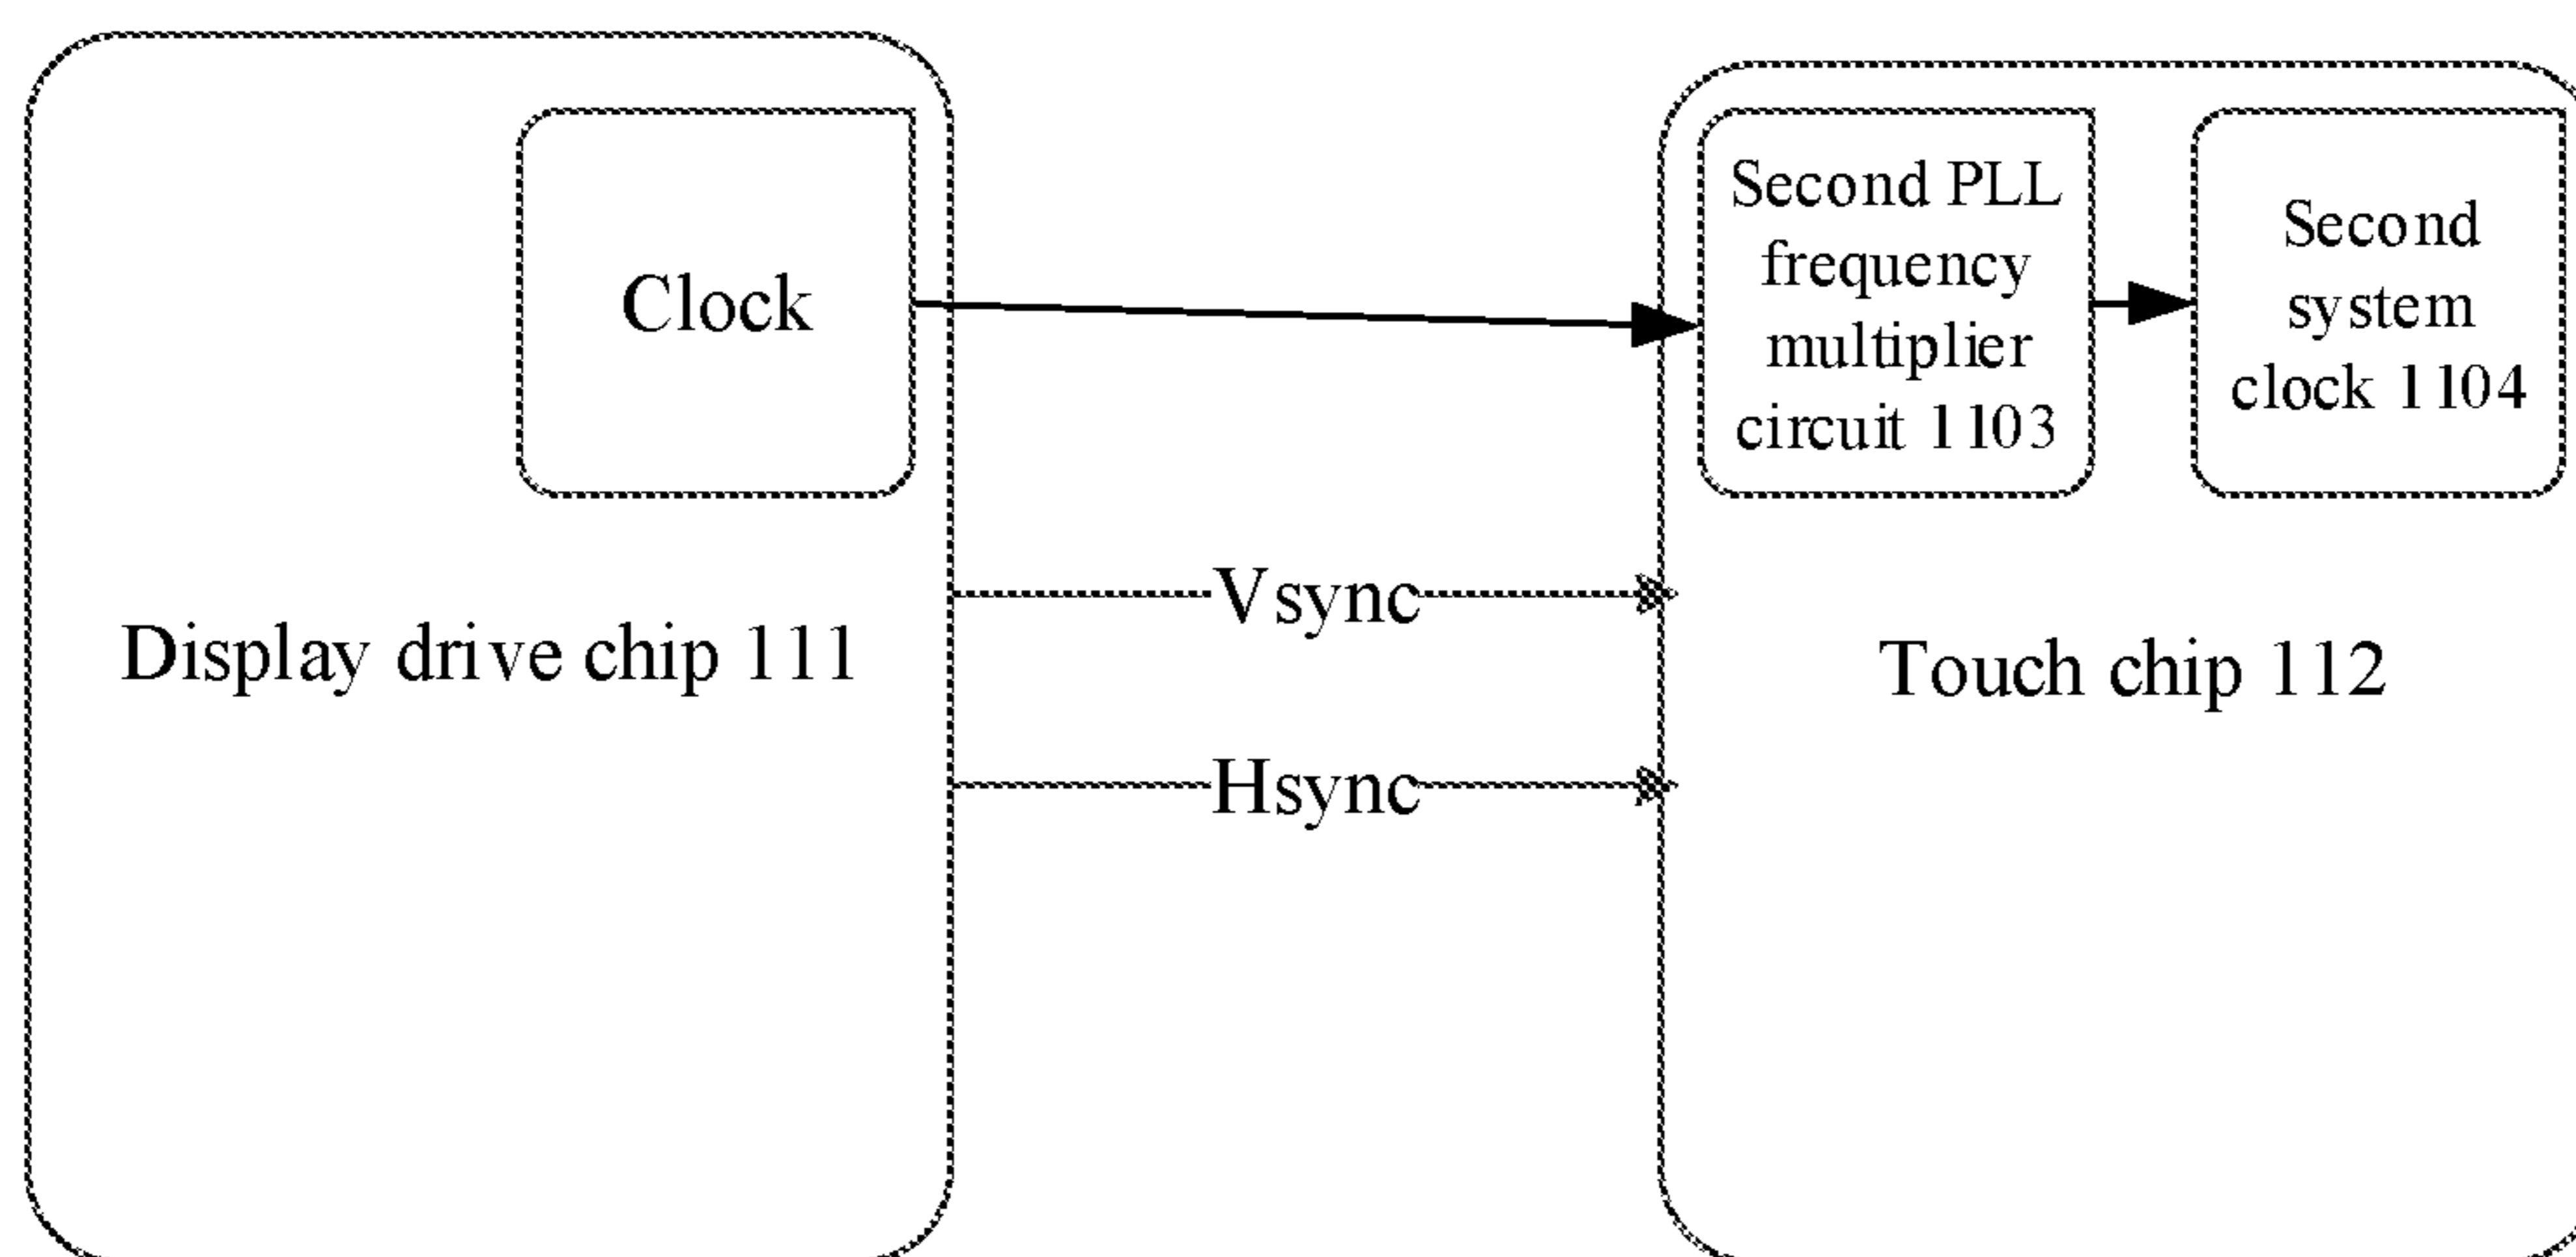 Clock
Second PLL
frequency
multiplier
circuit 1103
Second
system
clock 1104
Vsync
Display drive chip 111
Touch chip 112
Hsync